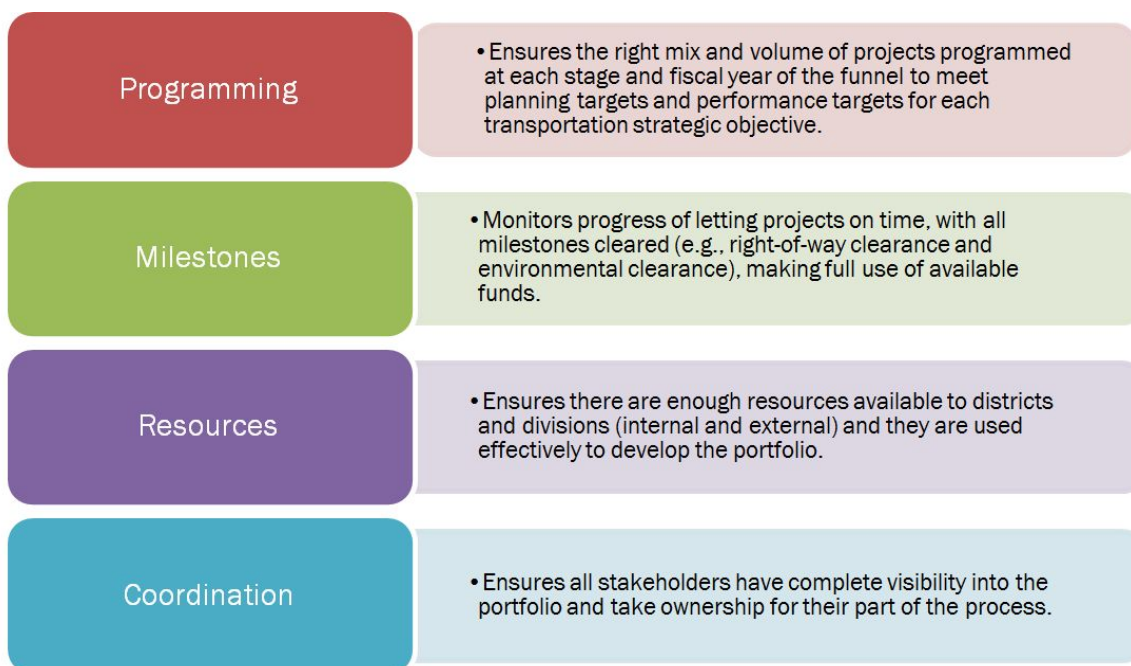 Programming
•Ensures the right mix and volume of projects programmed
at each stage and fiscal year of the funnel to meet
planning targets and performance targets for each
transportation strategic objective.
Milestones
•Monitors progress of letting projects on time, with all
milestones cleared (e.g., right-of-way clearance and
environmental clearance), making full use of available
funds.
Resources
•Ensures there are enough resources available to districts
and divisions (internal and external) and they are used
effectively to develop the portfolio.
Coordination
•Ensures all stakeholders have complete visibility into the
portfolio and take ownership for their part of the process.